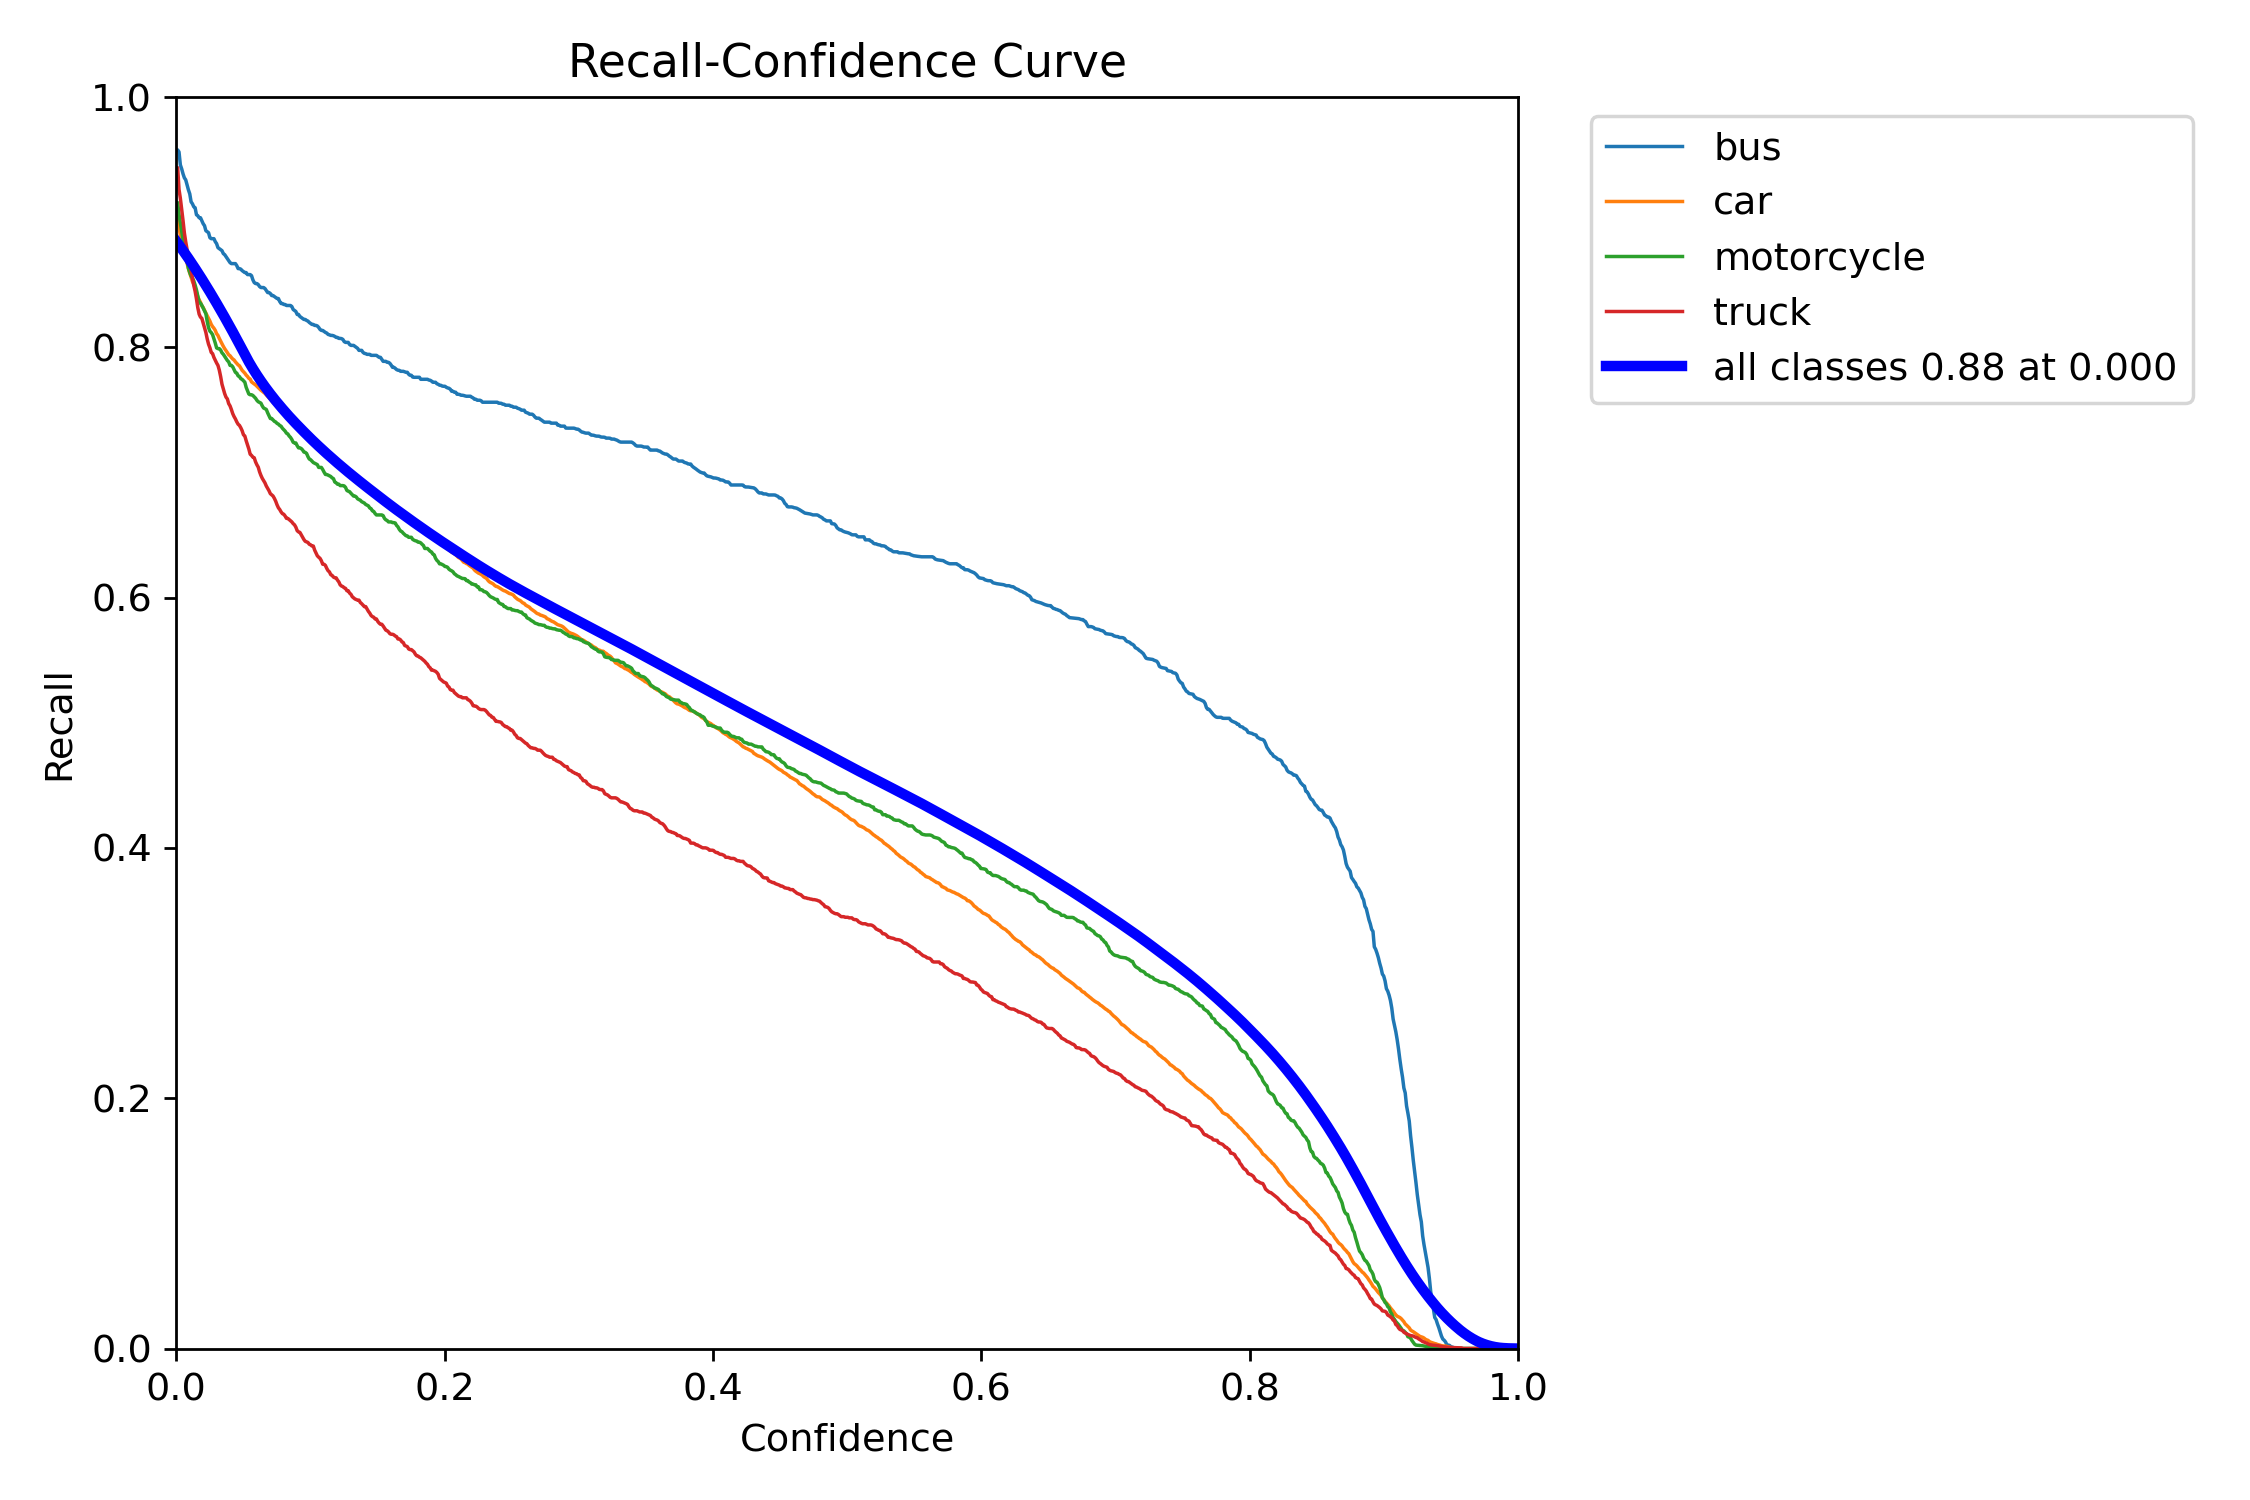 Recall-Confidence Curve
1.0
0.8
0.6
0.4
0.2
0.0
Recall
0.0 0.2 0.4 0.6 0.8 1.0
Confidence
bus
car
motorcycle
truck
all classes 0.88 at 0.000